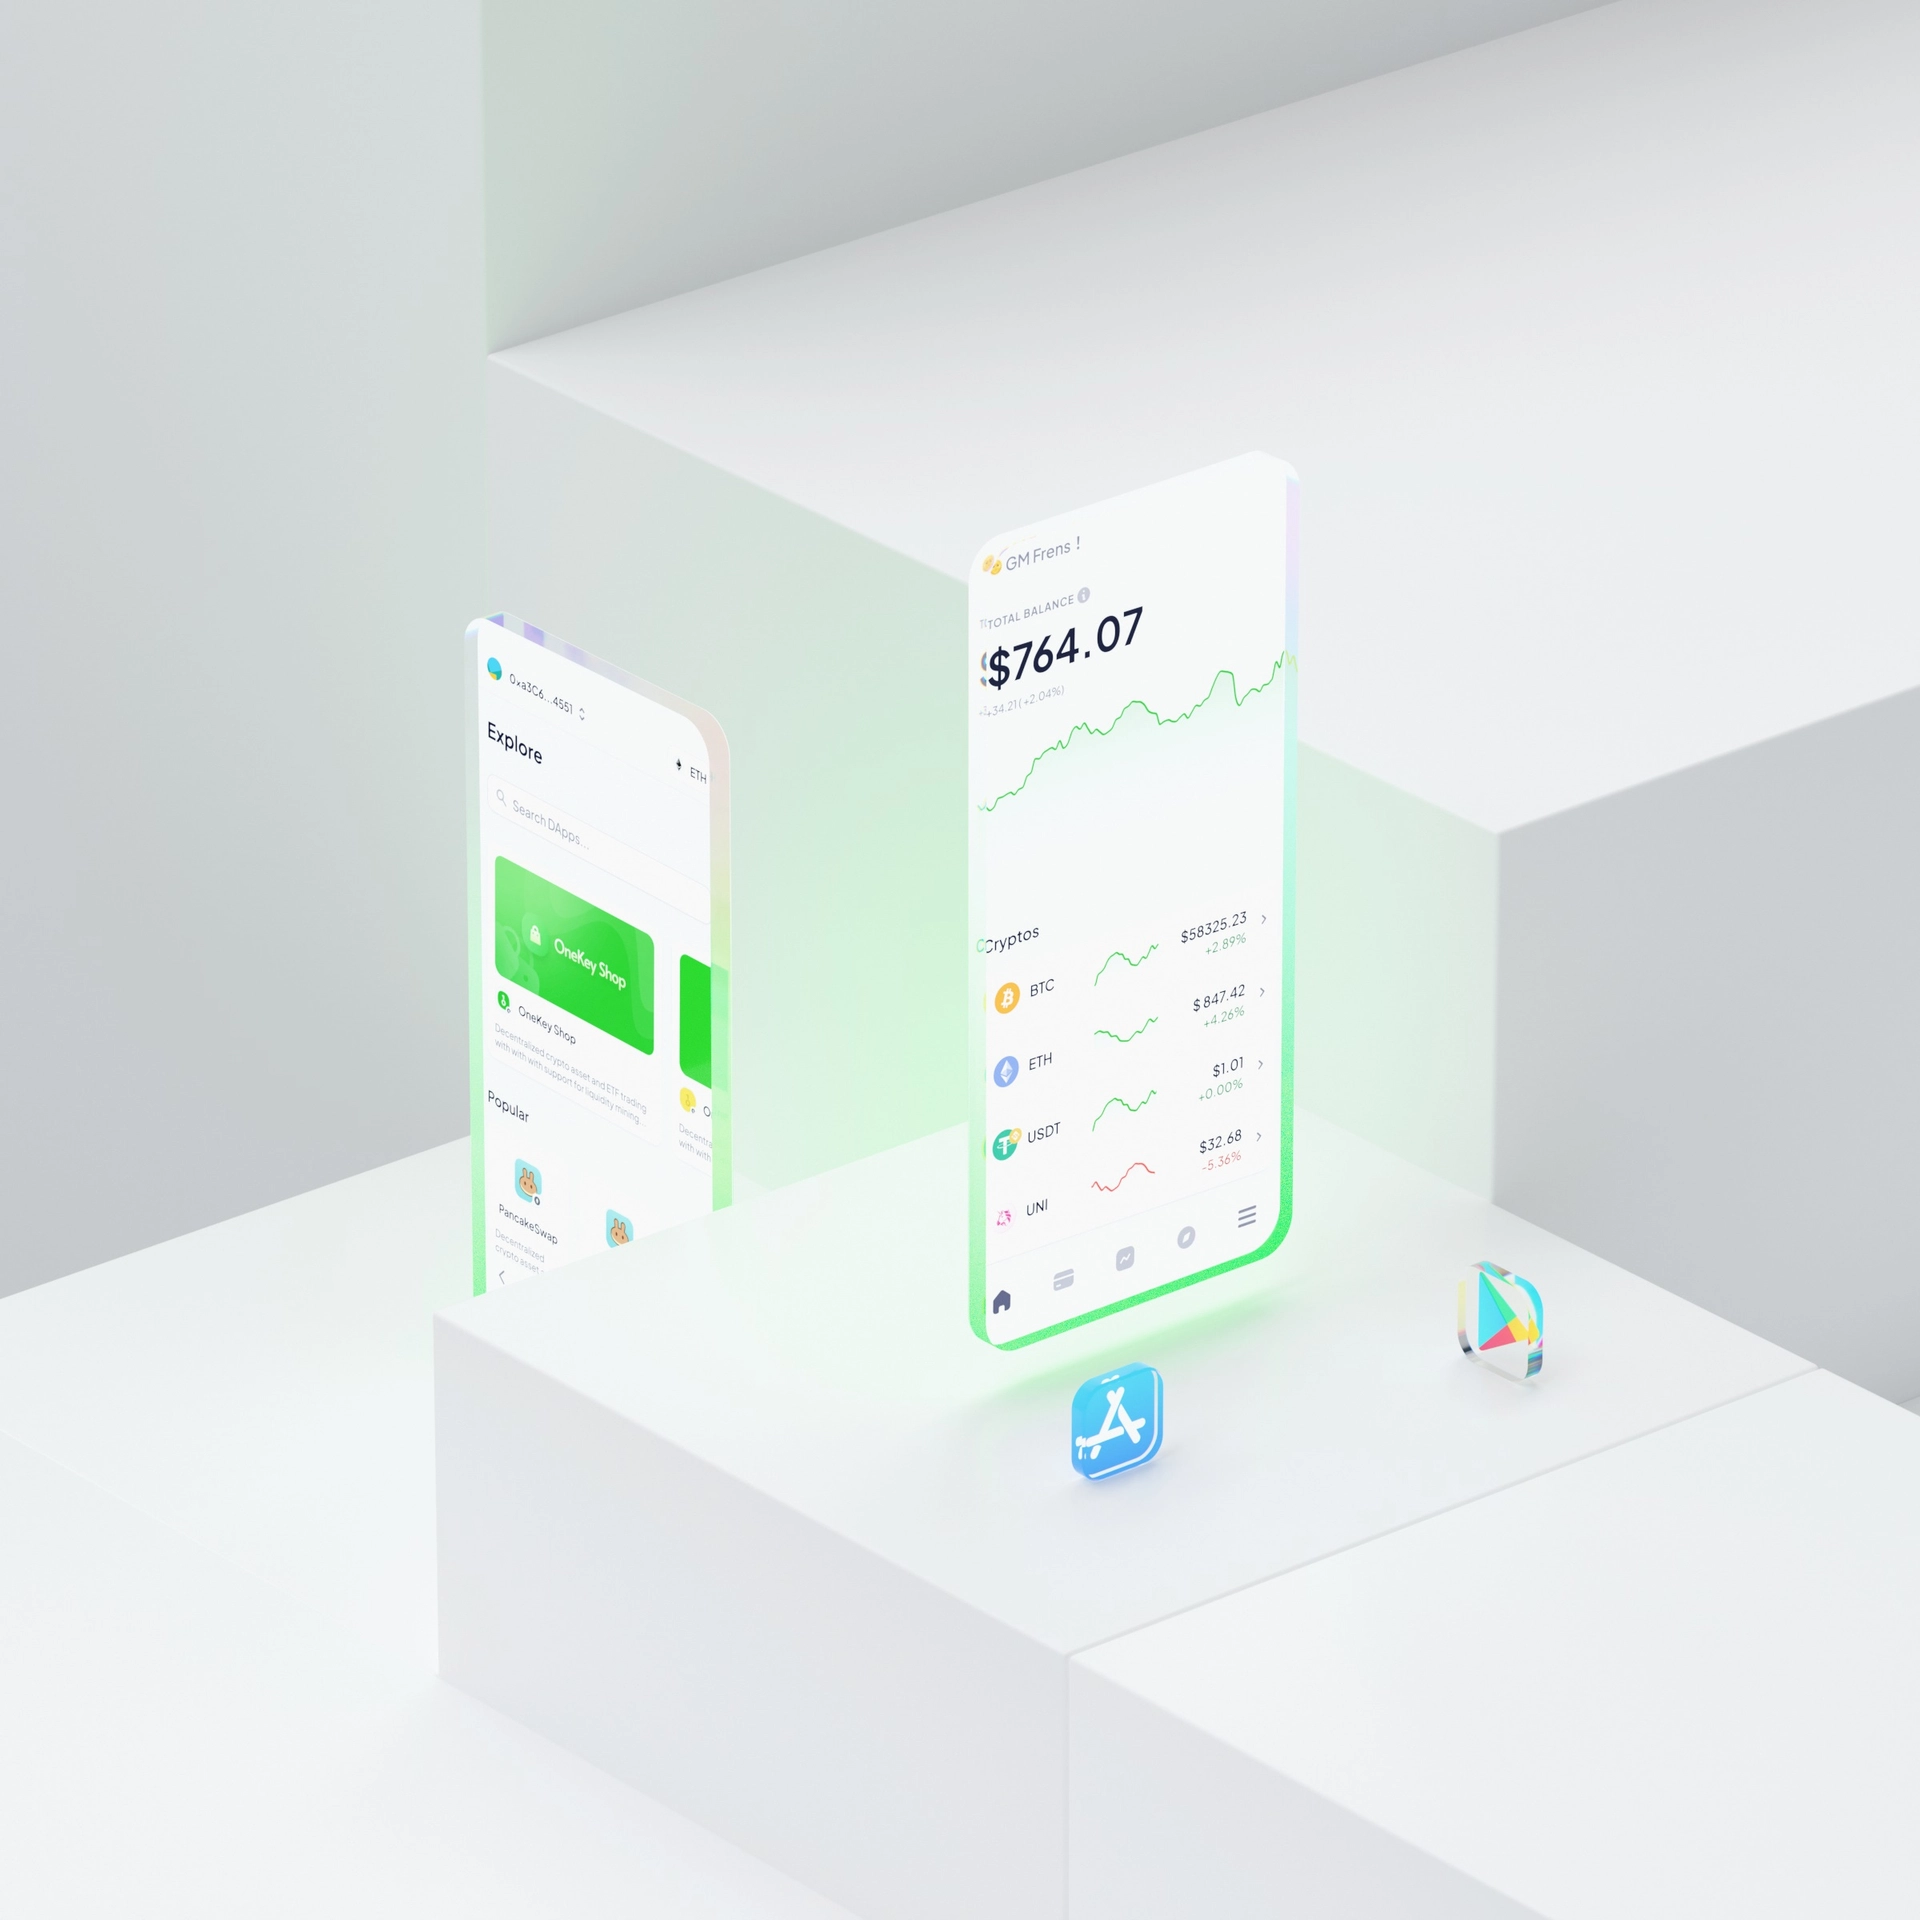 0xa3C6...4551
Explore
ETH
Search DApps...
OneKey Shop
OneKey Shop
Decentralized crypto asset and ETF trading
with with with support for liquidity mining...
Decentra
with with
Popular
PancakeSwap
Decentralized
crypto asset
GM Frens !
TOTAL BALANCE
$764.07
+34.21 (+2.04%)
Cryptos
BTC
$58325.23
+2.89%
ETH
$847.42
+4.26%
USDT
$1.01
+0.00%
UNI
$32.68
-5.36%